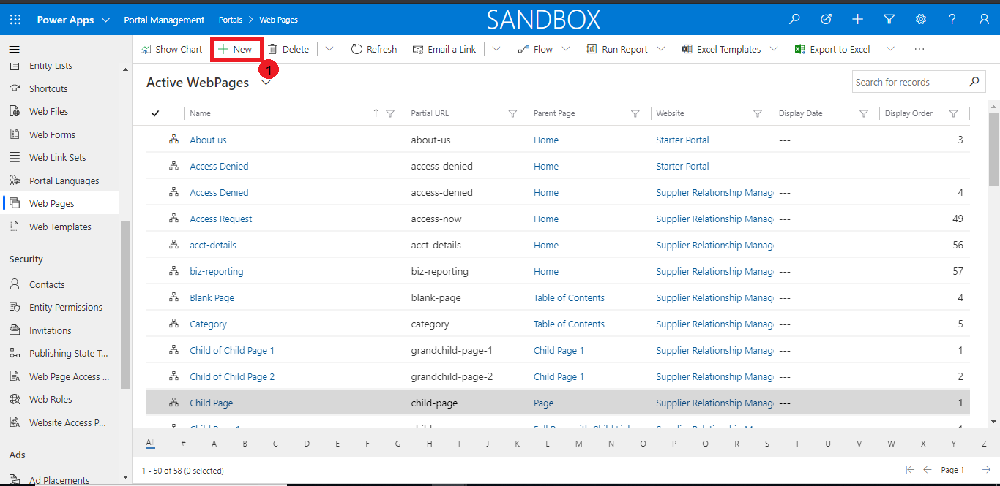 Power Apps Portal Management Portals > Web Pages SANDBOX ?
Show Chart New Delete Refresh Email a Link Flow Run Report Excel Templates Export to Excel ...
1
Active WebPages
Search for records
Entity Lists
Shortcuts
Web Files
Web Forms
Web Link Sets
Portal Languages
Web Pages
Web Templates
Security
Contacts
Entity Permissions
Invitations
Publishing State T...
Web Page Access ...
Web Roles
Website Access P...
Ads
Ad Placements
Name Partial URL Parent Page Website Display Date Display Order
About us about-us Home Starter Portal --- 3
Access Denied access-denied Home Starter Portal --- ---
Access Denied access-denied Home Supplier Relationship Manag --- 4
Access Request access-now Home Supplier Relationship Manag --- 49
acct-details acct-details Home Supplier Relationship Manag --- 56
biz-reporting biz-reporting Home Supplier Relationship Manag --- 57
Blank Page blank-page Table of Contents Supplier Relationship Manag --- 4
Category category Table of Contents Supplier Relationship Manag --- 5
Child of Child Page 1 grandchild-page-1 Child Page 1 Supplier Relationship Manag --- 1
Child of Child Page 2 grandchild-page-2 Child Page 1 Supplier Relationship Manag --- 2
Child Page child-page Page Supplier Relationship Manag --- 1
Child Page 1 child-page Full Page with Child Links Supplier Relationship Manag --- 1
All # A B C D E F G H I J K L M N O P Q R S T U V W X Y Z
1 - 50 of 58 (0 selected) Page 1